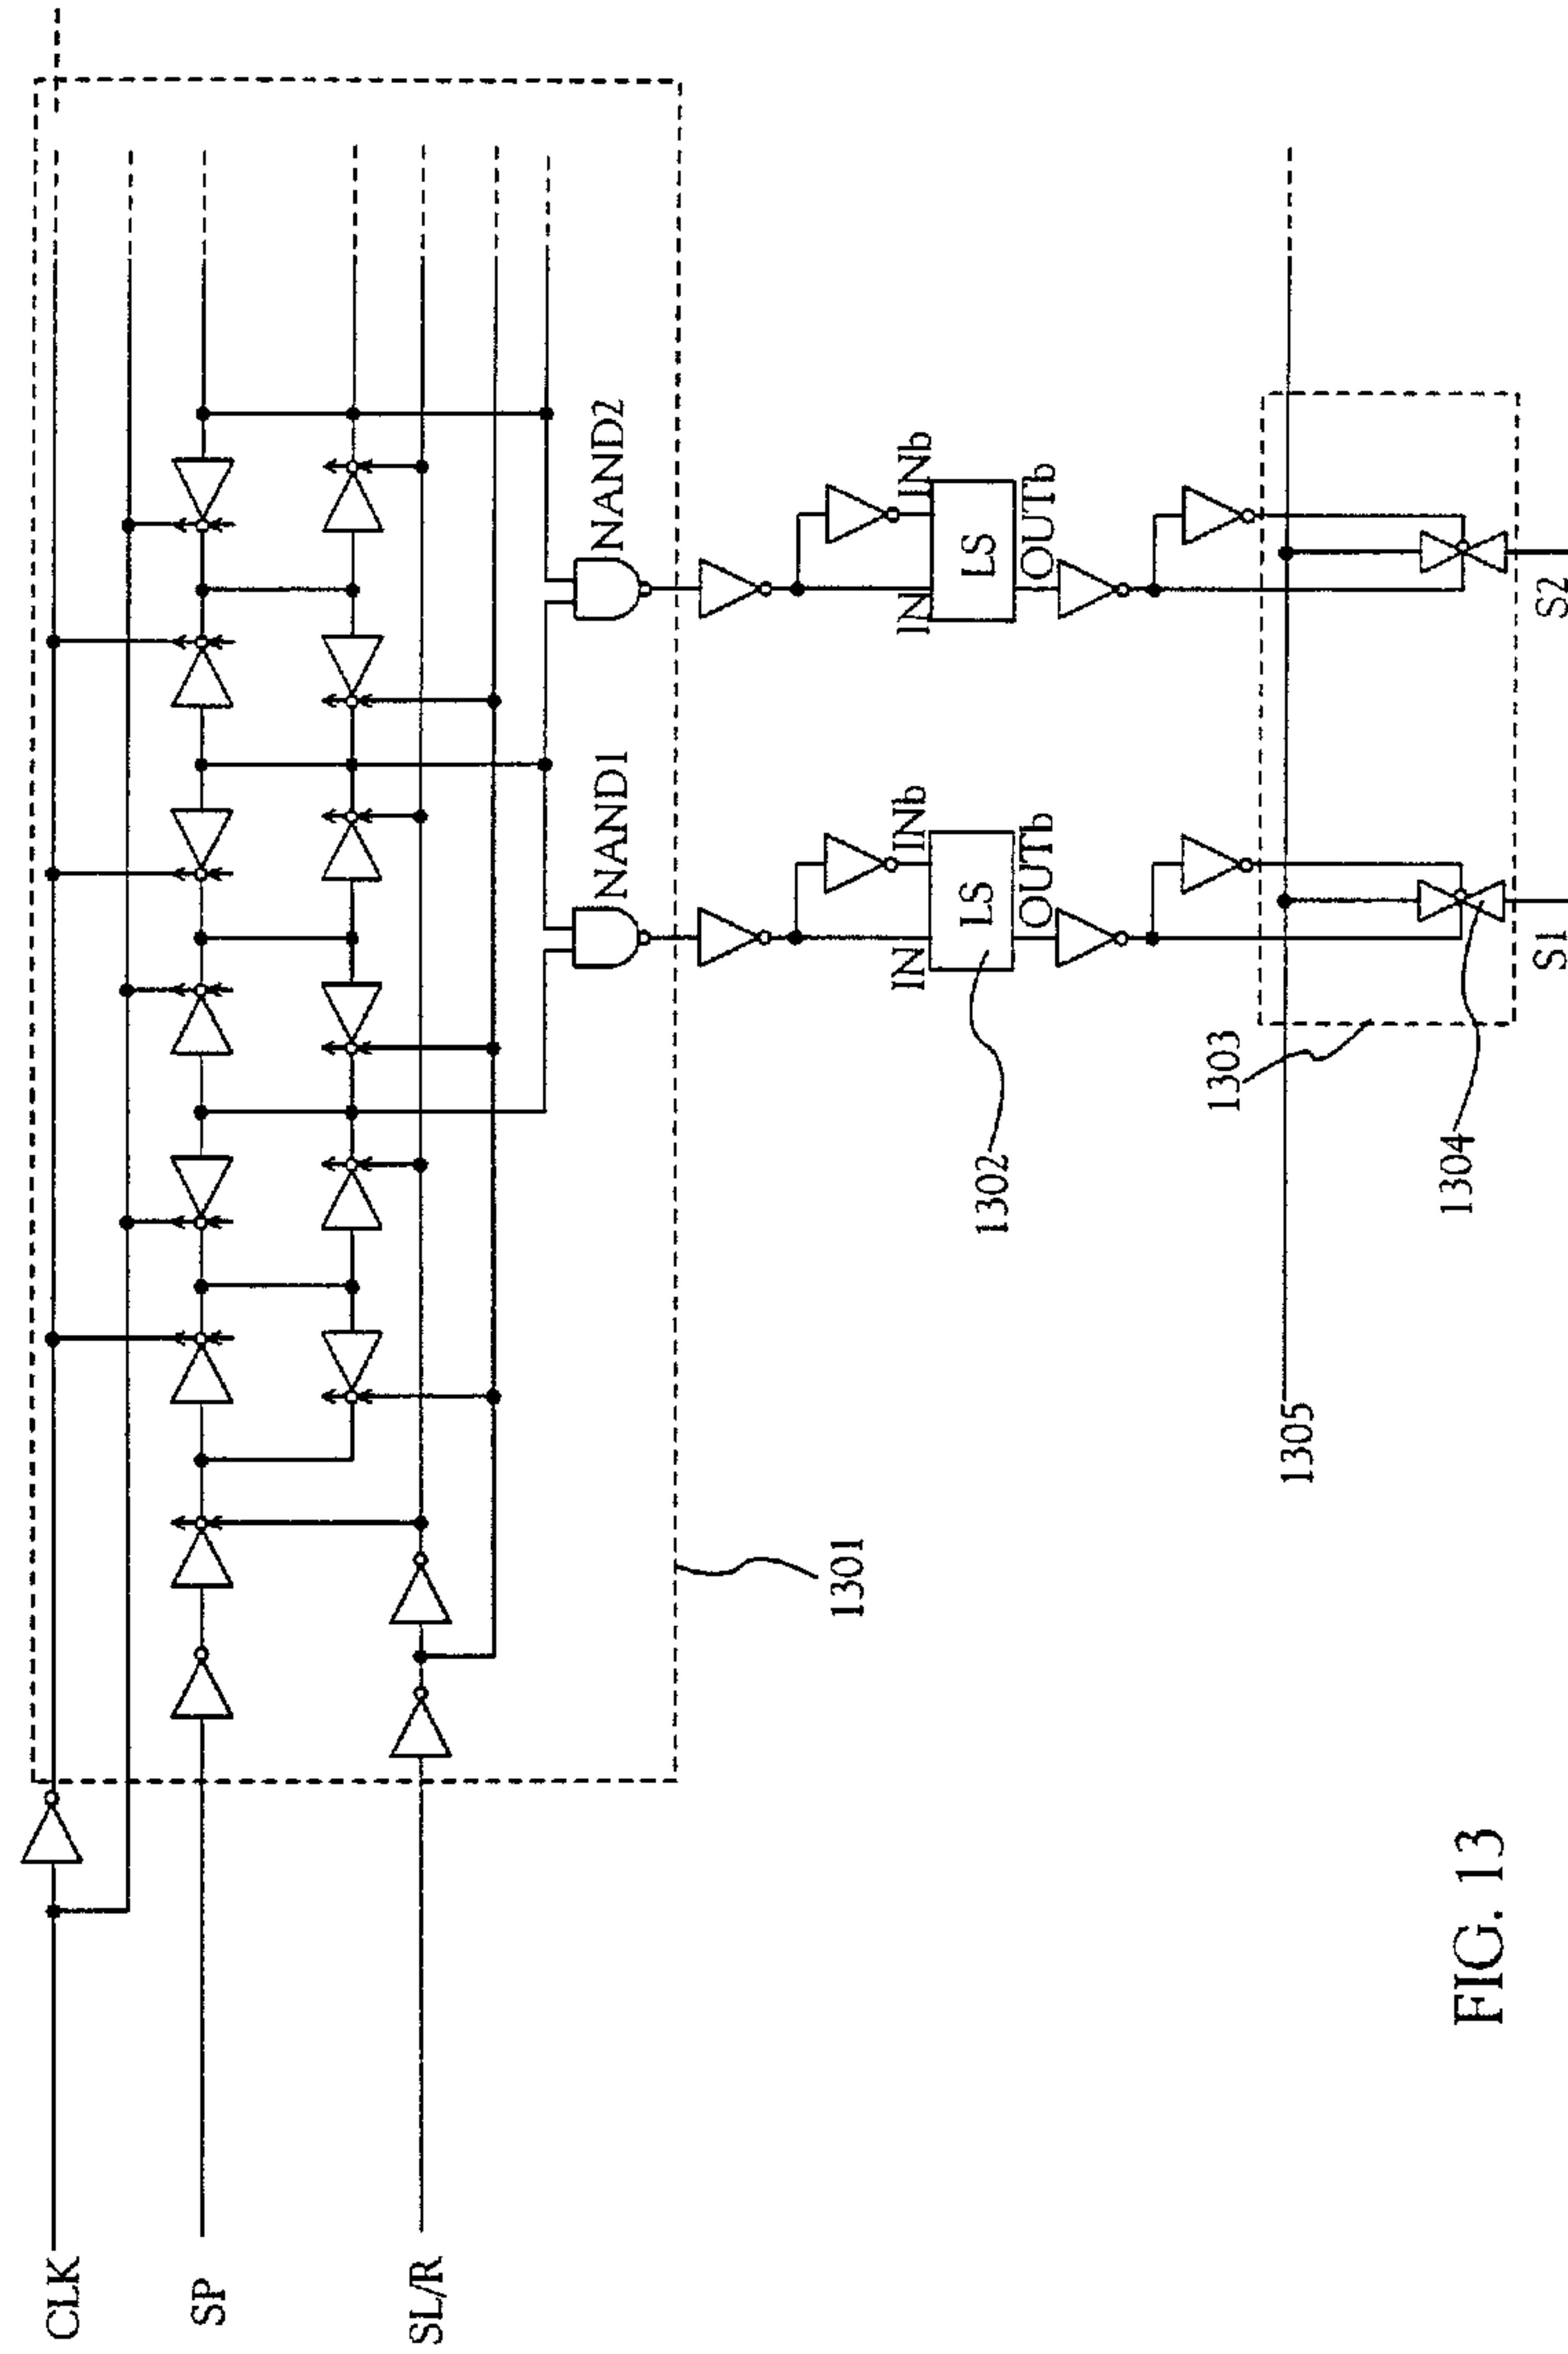 CLK
SP
SL/R
NAND1
NAND2
1301
IN
INb
LS
OUTb
IN
INb
LS
OUTb
1302
1303
1304
1305
S1
S2
FIG. 13